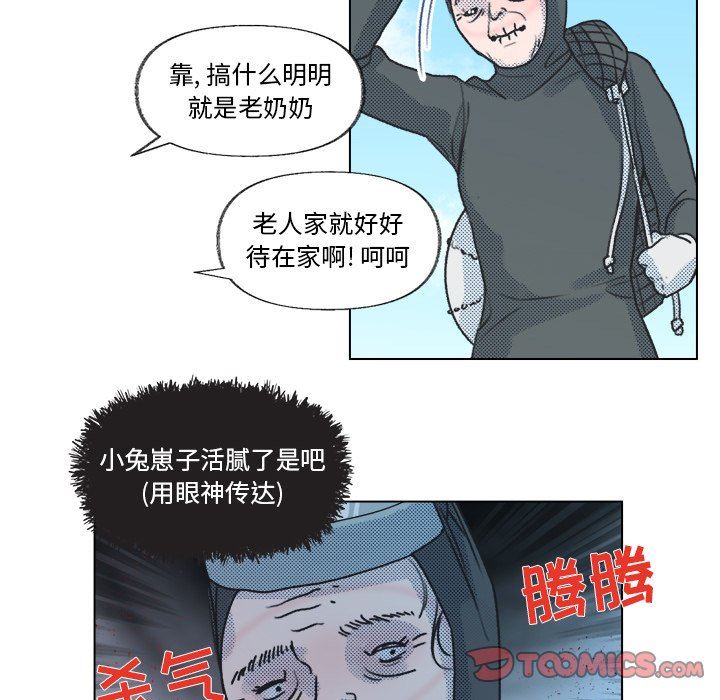 靠, 搞什么明明
就是老奶奶
老人家就好好
待在家啊! 呵呵
小兔崽子活腻了是吧
(用眼神传达)
腾腾
杀气
TOOMICS.COM